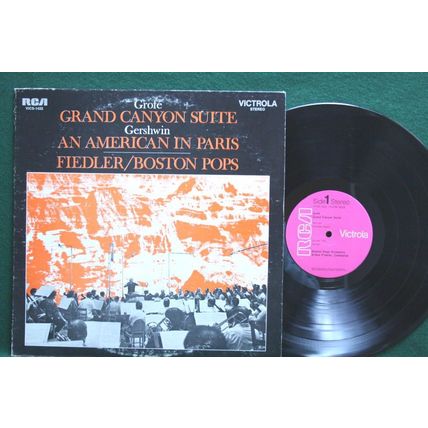 RCA
VICS-1432
VICTROLA
STEREO
Grofé
GRAND CANYON SUITE
Gershwin
AN AMERICAN IN PARIS
FIEDLER/BOSTON POPS
Side 1 Stereo
RCA
Victrola